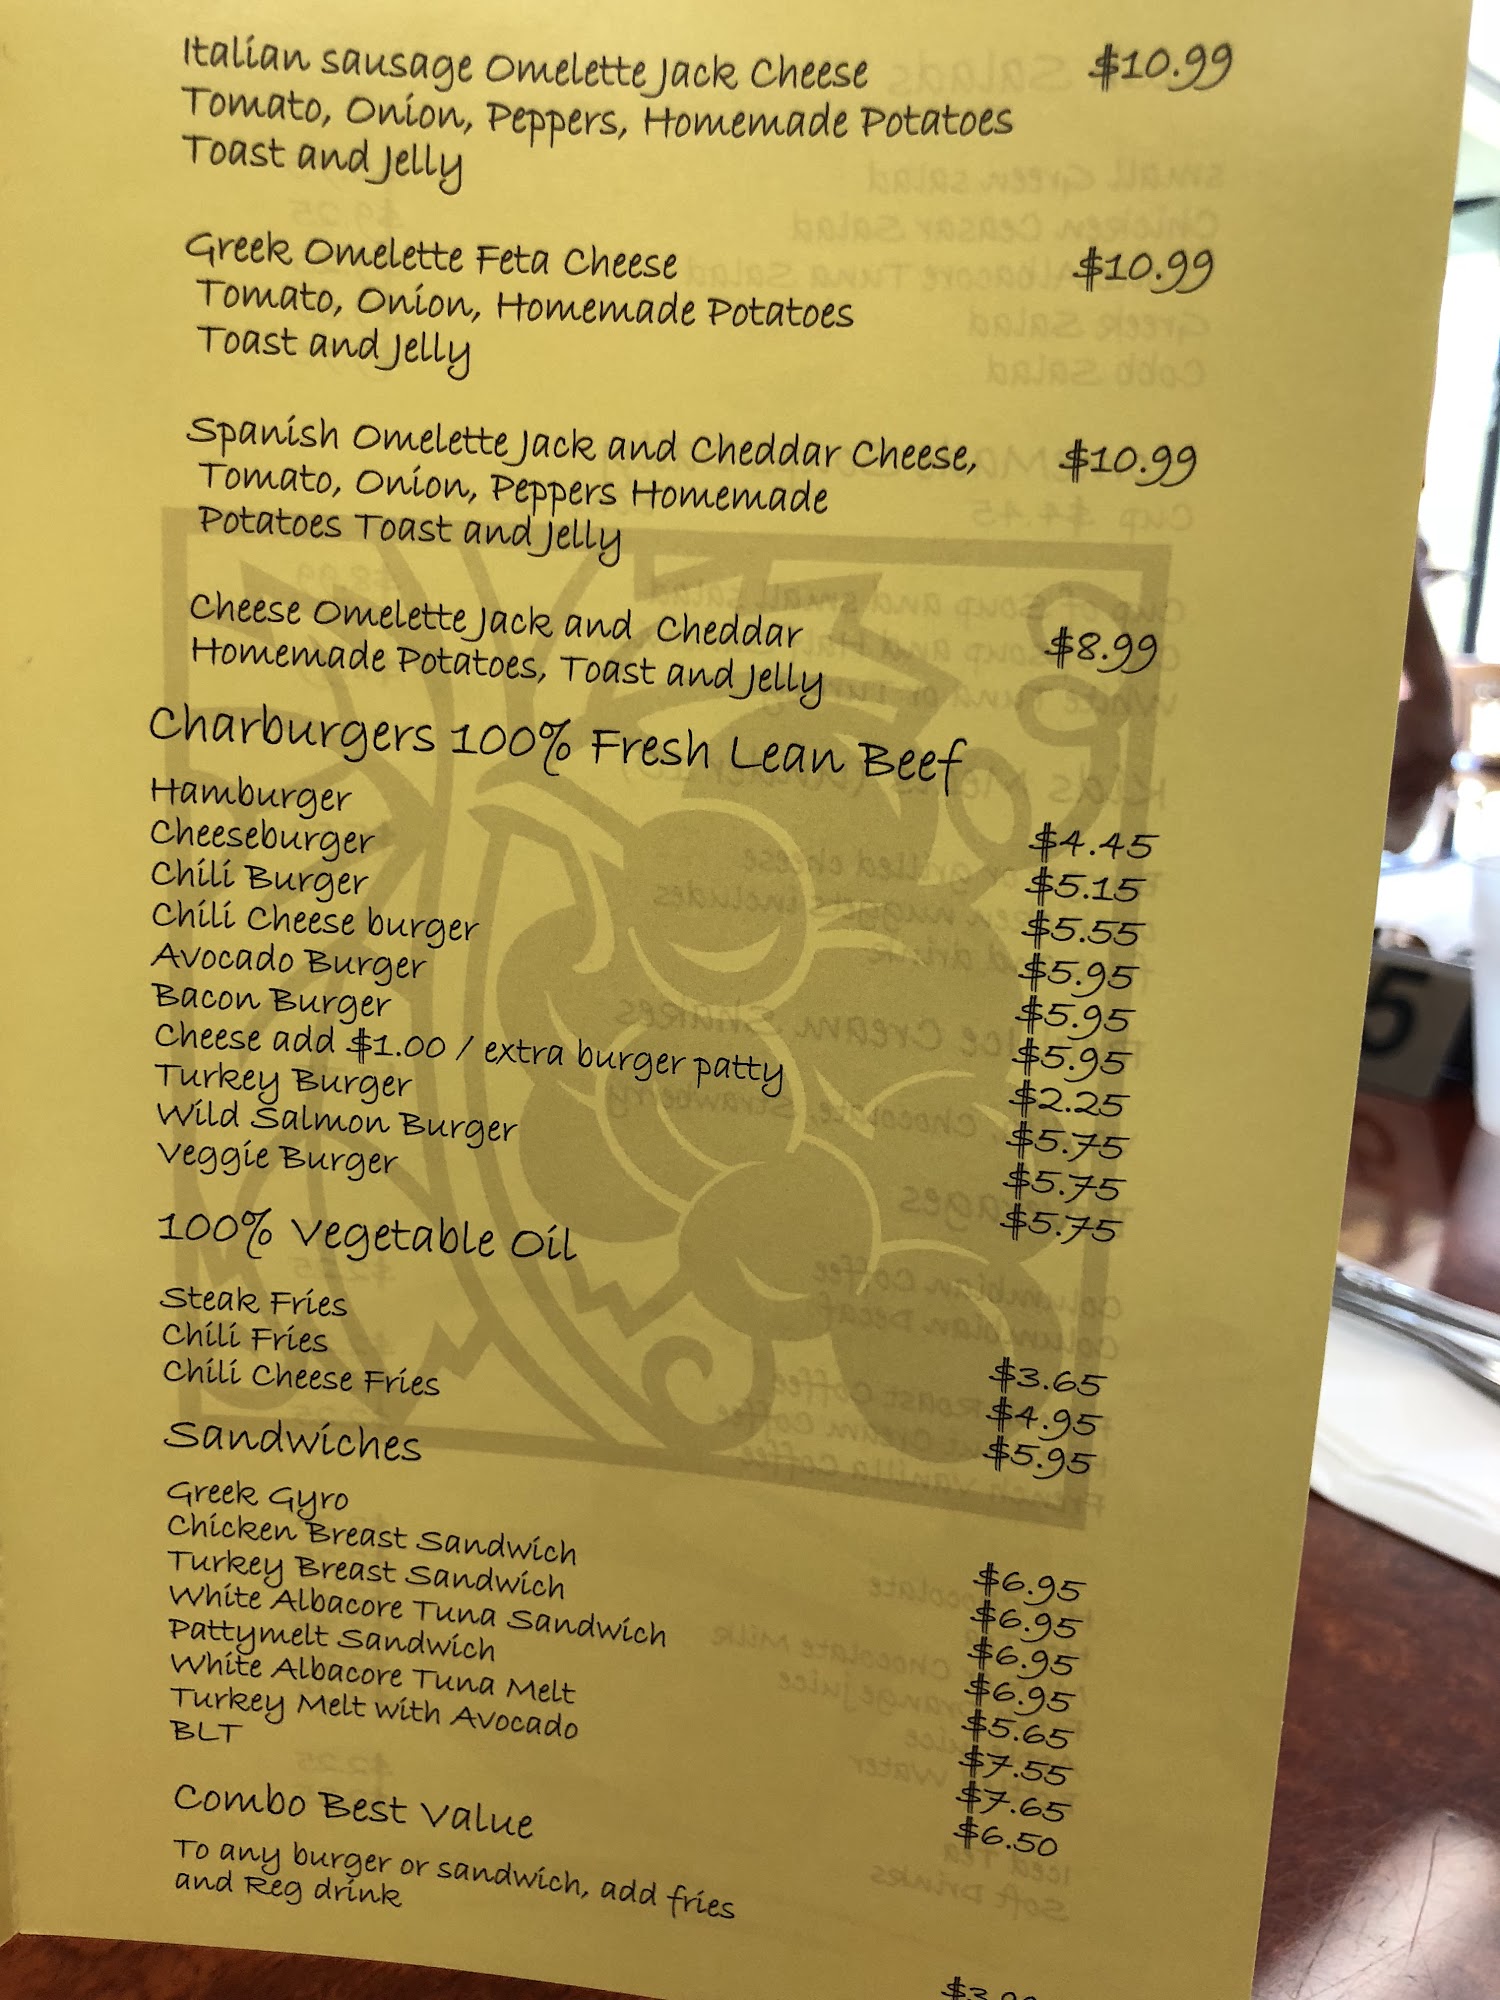 Italian sausage Omelette Jack Cheese $10.99
Tomato, Onion, Peppers, Homemade Potatoes
Toast and Jelly
Greek Omelette Feta Cheese $10.99
Tomato, Onion, Homemade Potatoes
Toast and Jelly
Spanish Omelette Jack and Cheddar Cheese, $10.99
Tomato, Onion, Peppers Homemade
Potatoes Toast and Jelly
Cheese Omelette Jack and Cheddar $8.99
Homemade Potatoes, Toast and Jelly
Charburgers 100% Fresh Lean Beef
Hamburger $4.45
Cheeseburger $5.15
Chili Burger $5.55
Chili Cheese burger $5.95
Avocado Burger $5.95
Bacon Burger $5.95
Cheese add $1.00 / extra burger patty $2.25
Turkey Burger $5.75
Wild Salmon Burger $5.75
Veggie Burger $5.75
100% Vegetable Oil
Steak Fries $3.65
Chili Fries $4.95
Chili Cheese Fries $5.95
Sandwiches
Greek Gyro $6.95
Chicken Breast Sandwich $6.95
Turkey Breast Sandwich $6.95
White Albacore Tuna Sandwich $6.95
Pattymelt Sandwich $5.65
White Albacore Tuna Melt $7.55
Turkey Melt with Avocado $7.65
BLT $6.50
Combo Best Value
To any burger or sandwich, add fries
and Reg drink
5